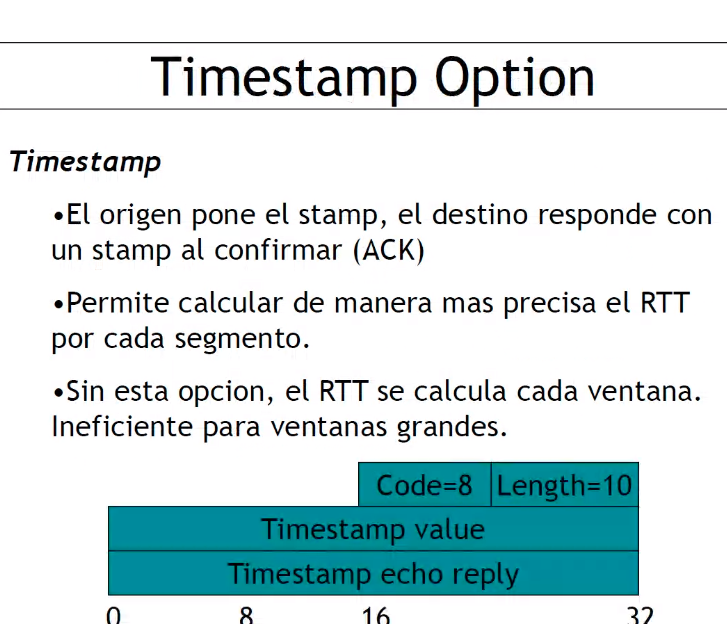 Timestamp Option
Timestamp
•El origen pone el stamp, el destino responde con
un stamp al confirmar (ACK)
•Permite calcular de manera mas precisa el RTT
por cada segmento.
•Sin esta opcion, el RTT se calcula cada ventana.
Ineficiente para ventanas grandes.
Code=8 Length=10
Timestamp value
Timestamp echo reply
0 8 16 32